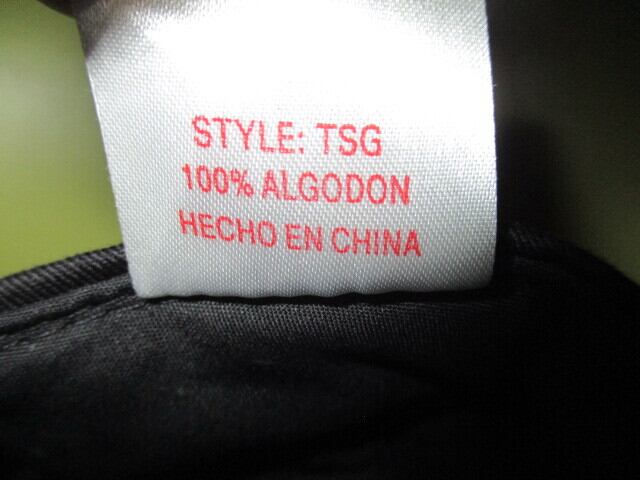 STYLE: TSG
100% ALGODON
HECHO EN CHINA